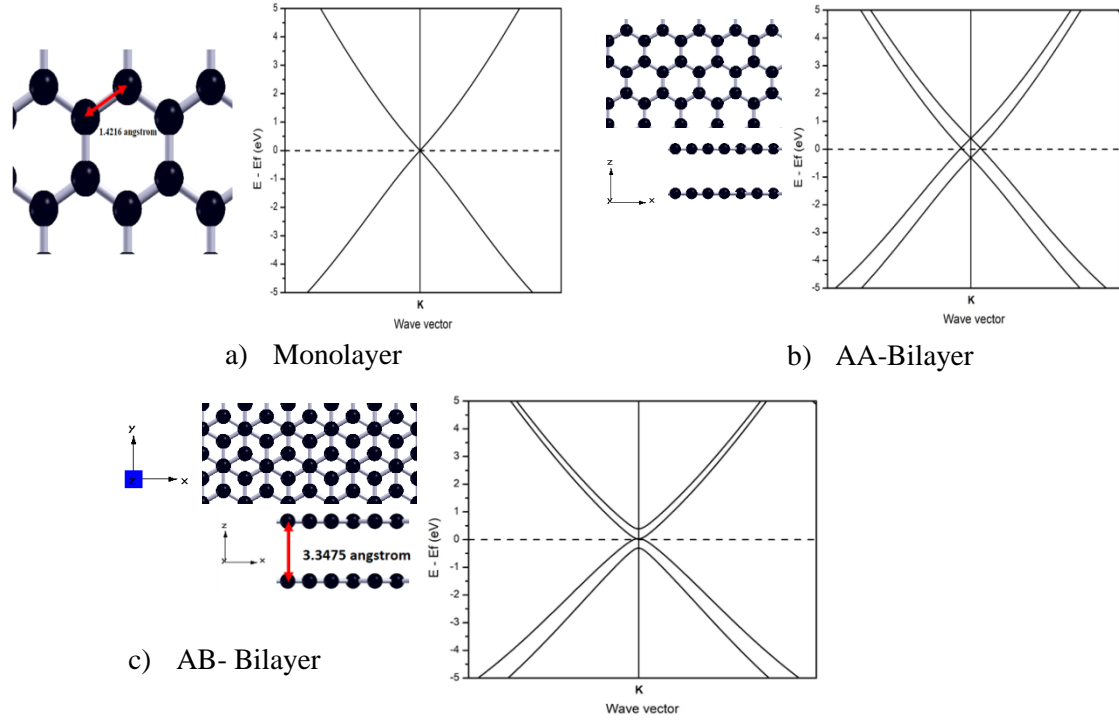 1.4216 angstrom
5
4
3
2
1
0
-1
-2
-3
-4
-5
E - Ef (eV)
K
Wave vector
a) Monolayer
z
Y
x
5
4
3
2
1
0
-1
-2
-3
-4
-5
E - Ef (eV)
K
Wave vector
b) AA-Bilayer
Y
Z
x
z
Y
x
3.3475 angstrom
5
4
3
2
1
0
-1
-2
-3
-4
-5
E - Ef (eV)
K
Wave vector
c) AB- Bilayer